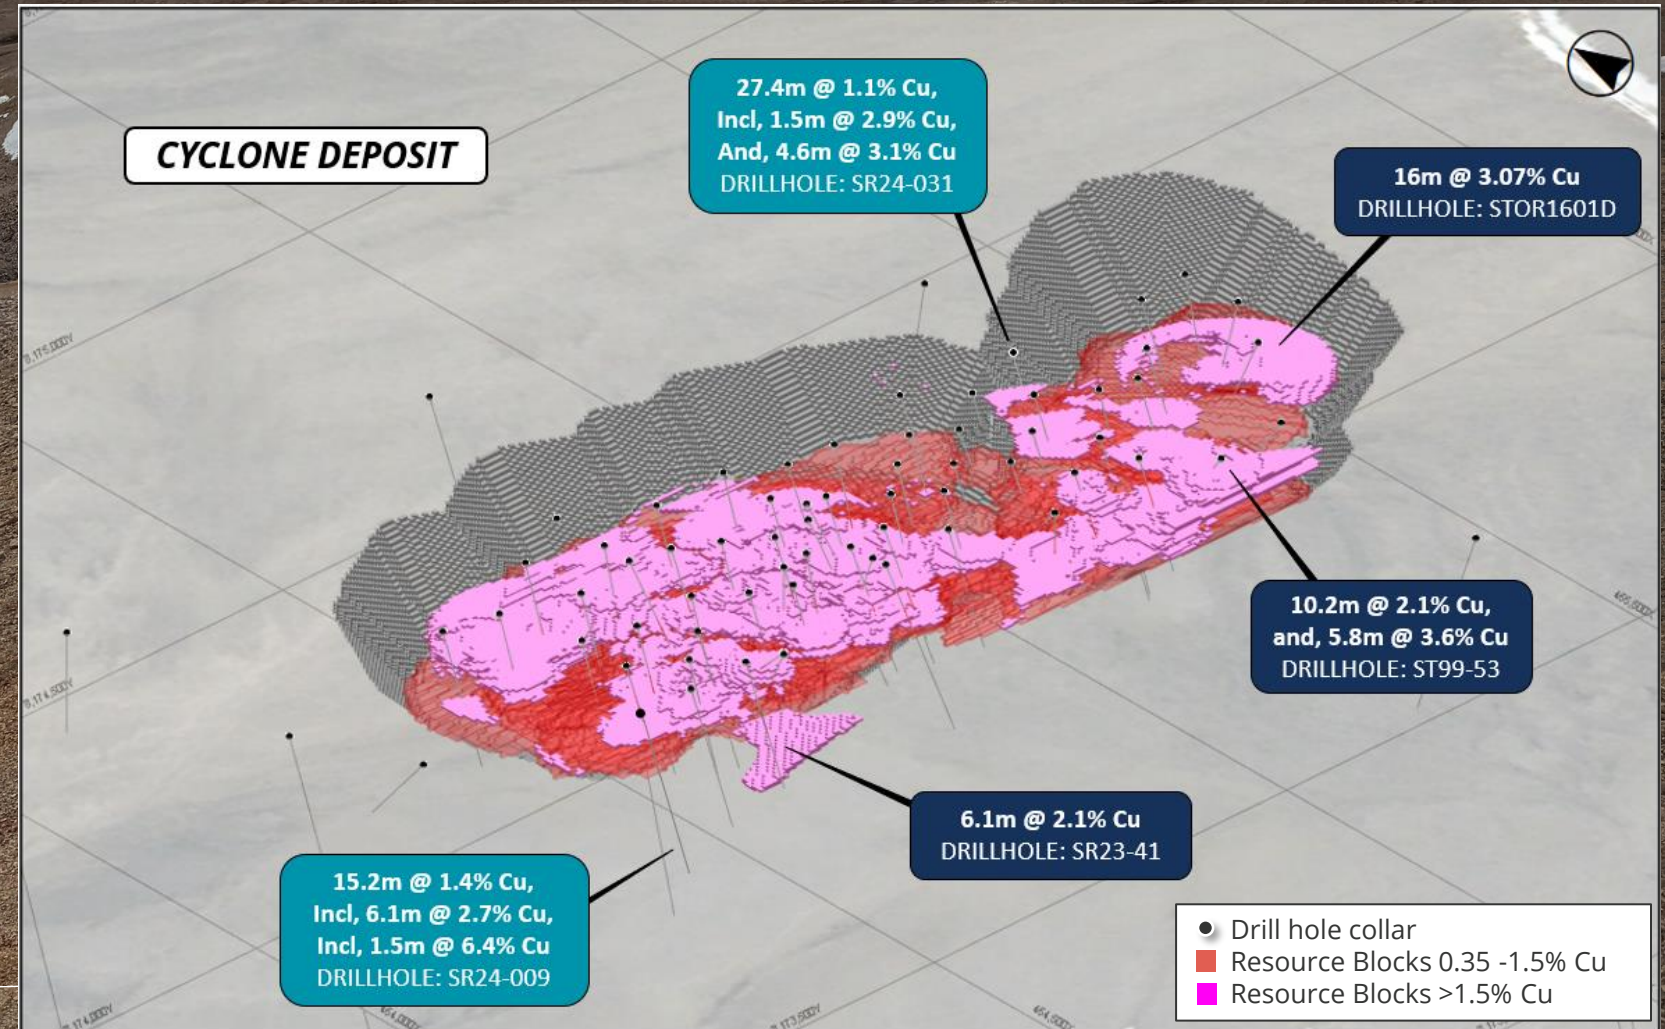 CYCLONE DEPOSIT
27.4m @ 1.1% Cu,
Incl, 1.5m @ 2.9% Cu,
And, 4.6m @ 3.1% Cu
DRILLHOLE: SR24-031
16m @ 3.07% Cu
DRILLHOLE: STOR1601D
10.2m @ 2.1% Cu,
and, 5.8m @ 3.6% Cu
DRILLHOLE: ST99-53
6.1m @ 2.1% Cu
DRILLHOLE: SR23-41
15.2m @ 1.4% Cu,
Incl, 6.1m @ 2.7% Cu,
Incl, 1.5m @ 6.4% Cu
DRILLHOLE: SR24-009
Drill hole collar
Resource Blocks 0.35 -1.5% Cu
Resource Blocks >1.5% Cu